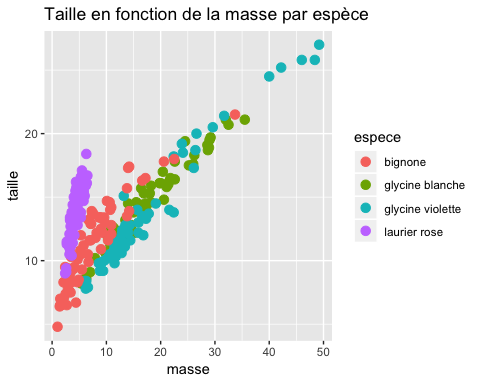 Taille en fonction de la masse par espèce
taille
20
10
0 10 20 30 40 50
masse
espece
bignone
glycine blanche
glycine violette
laurier rose